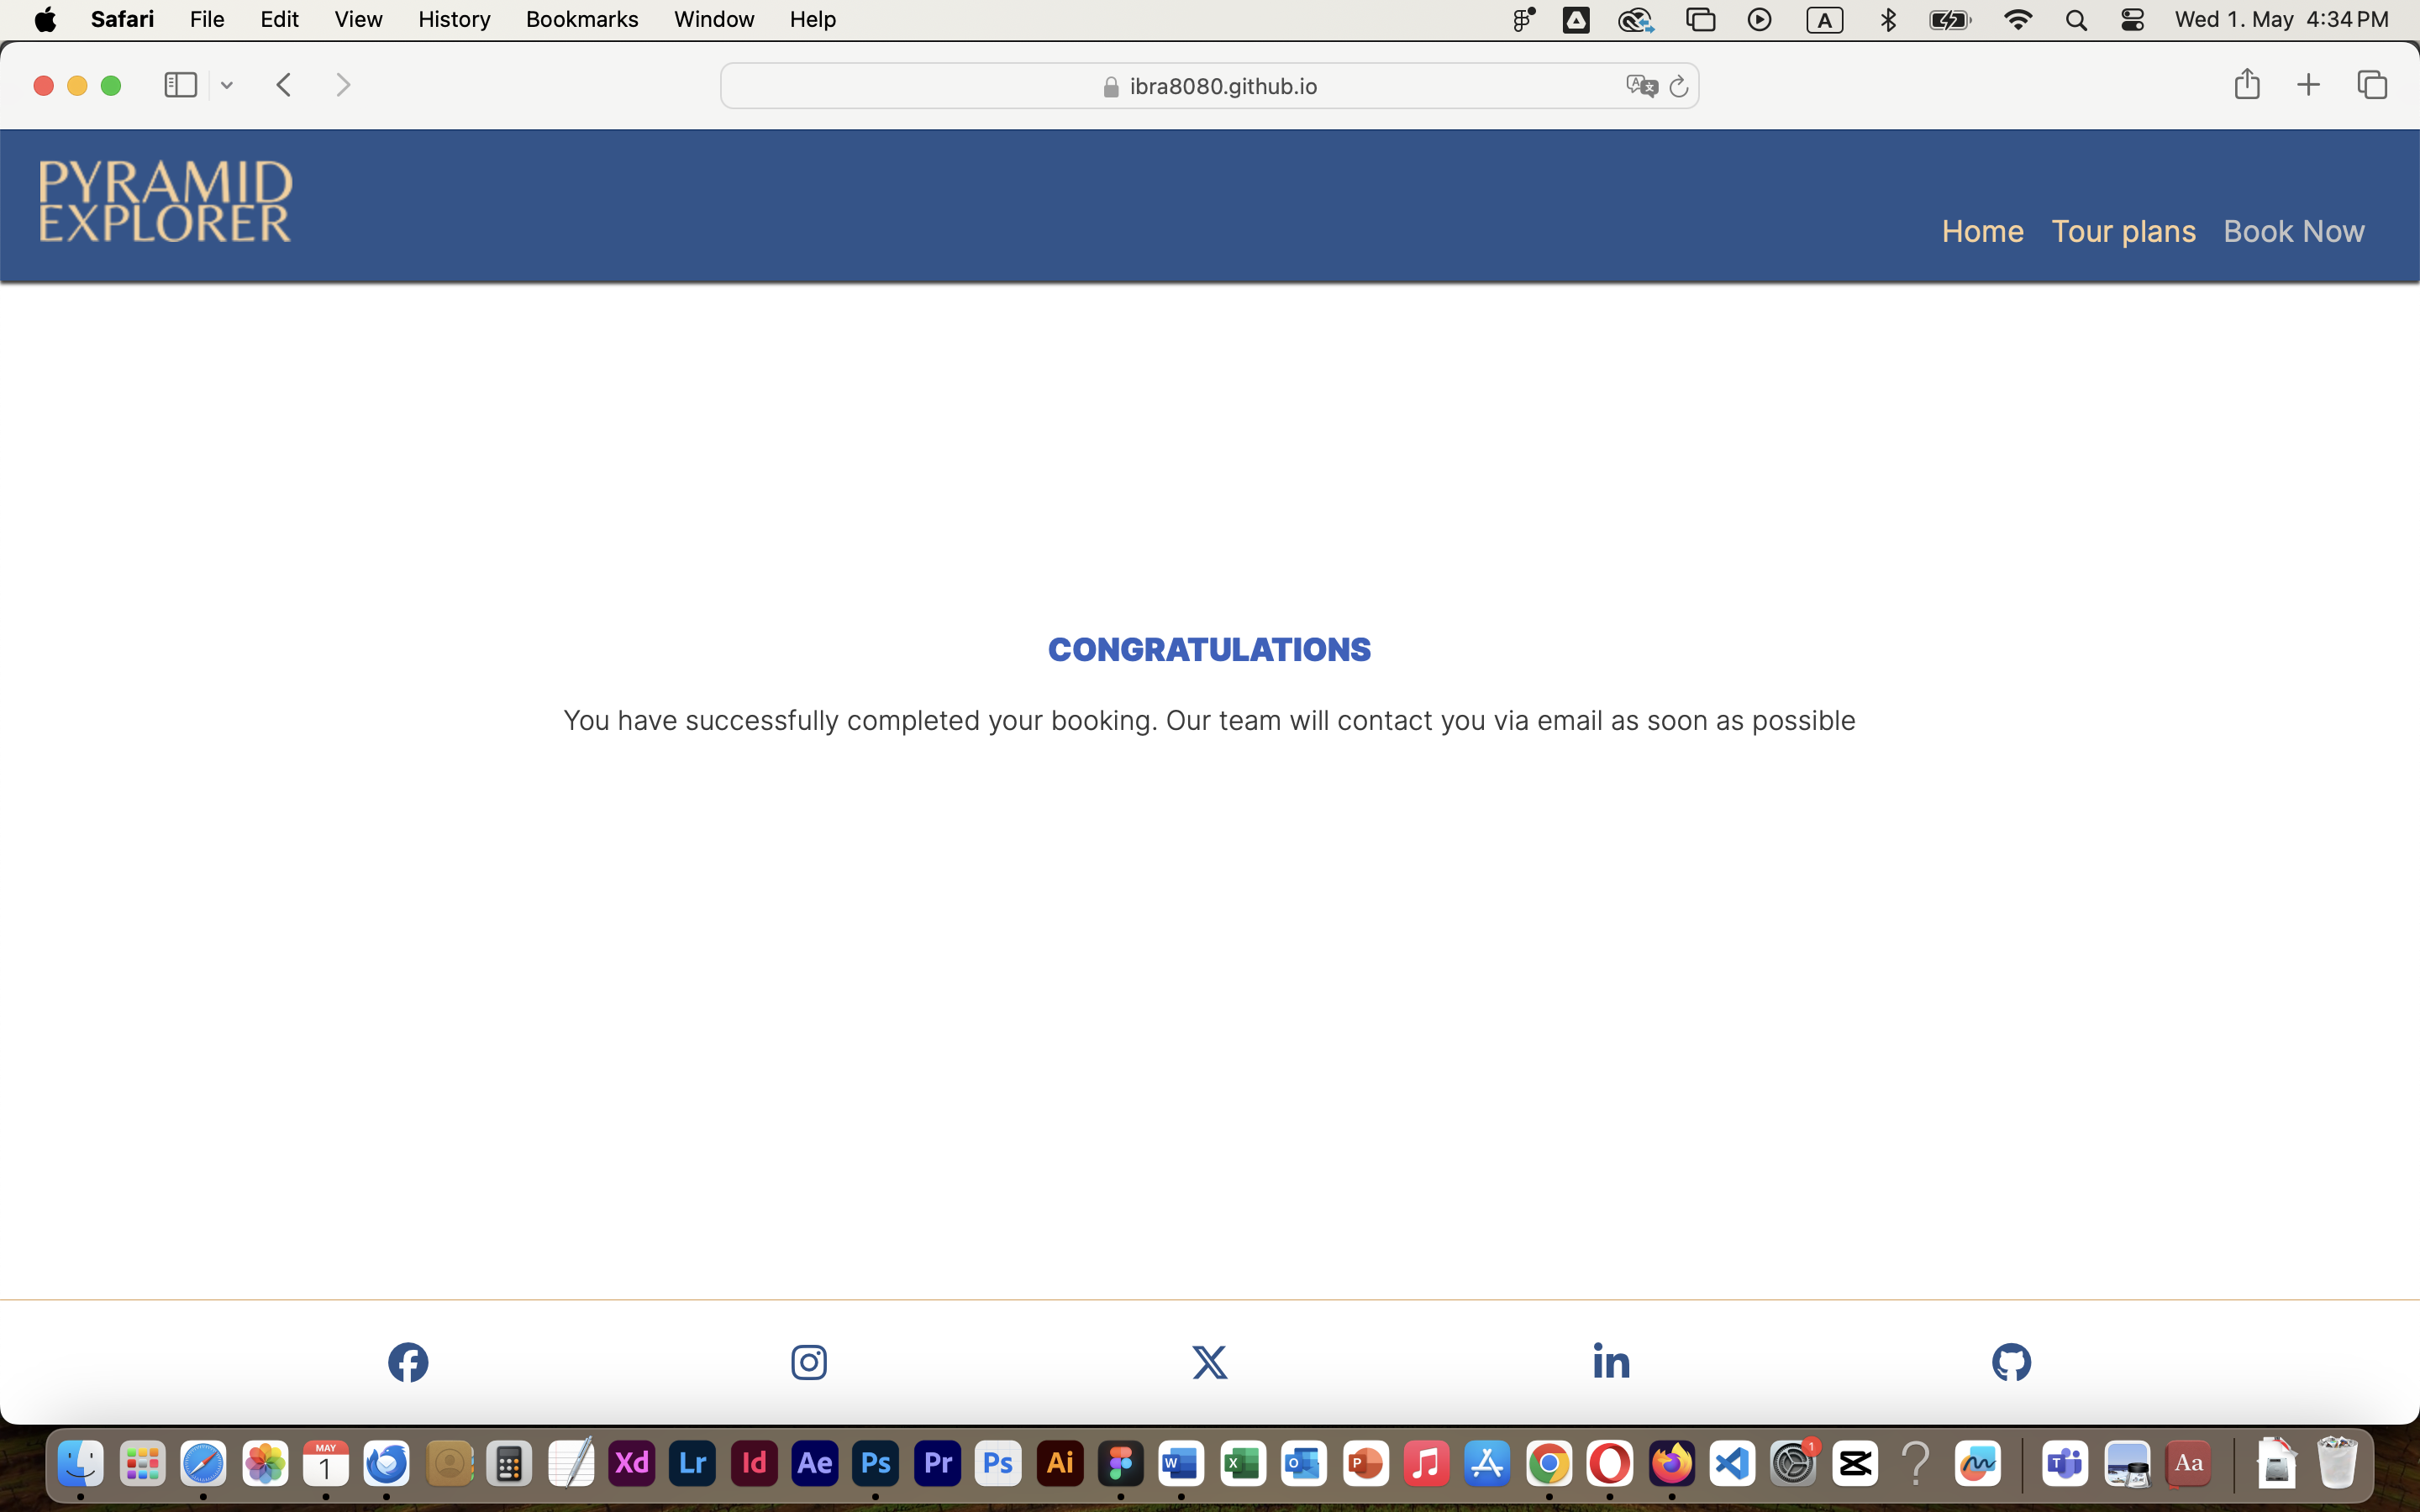 Safari File Edit View History Bookmarks Window Help A Wed 1. May 4:34 PM
ibra8080.github.io
PYRAMID
EXPLORER
Home Tour plans Book Now
CONGRATULATIONS
You have successfully completed your booking. Our team will contact you via email as soon as possible
in
MAY
1
Xd Lr Id Ae Ps Pr Ps Ai W X O P 1 T Aa